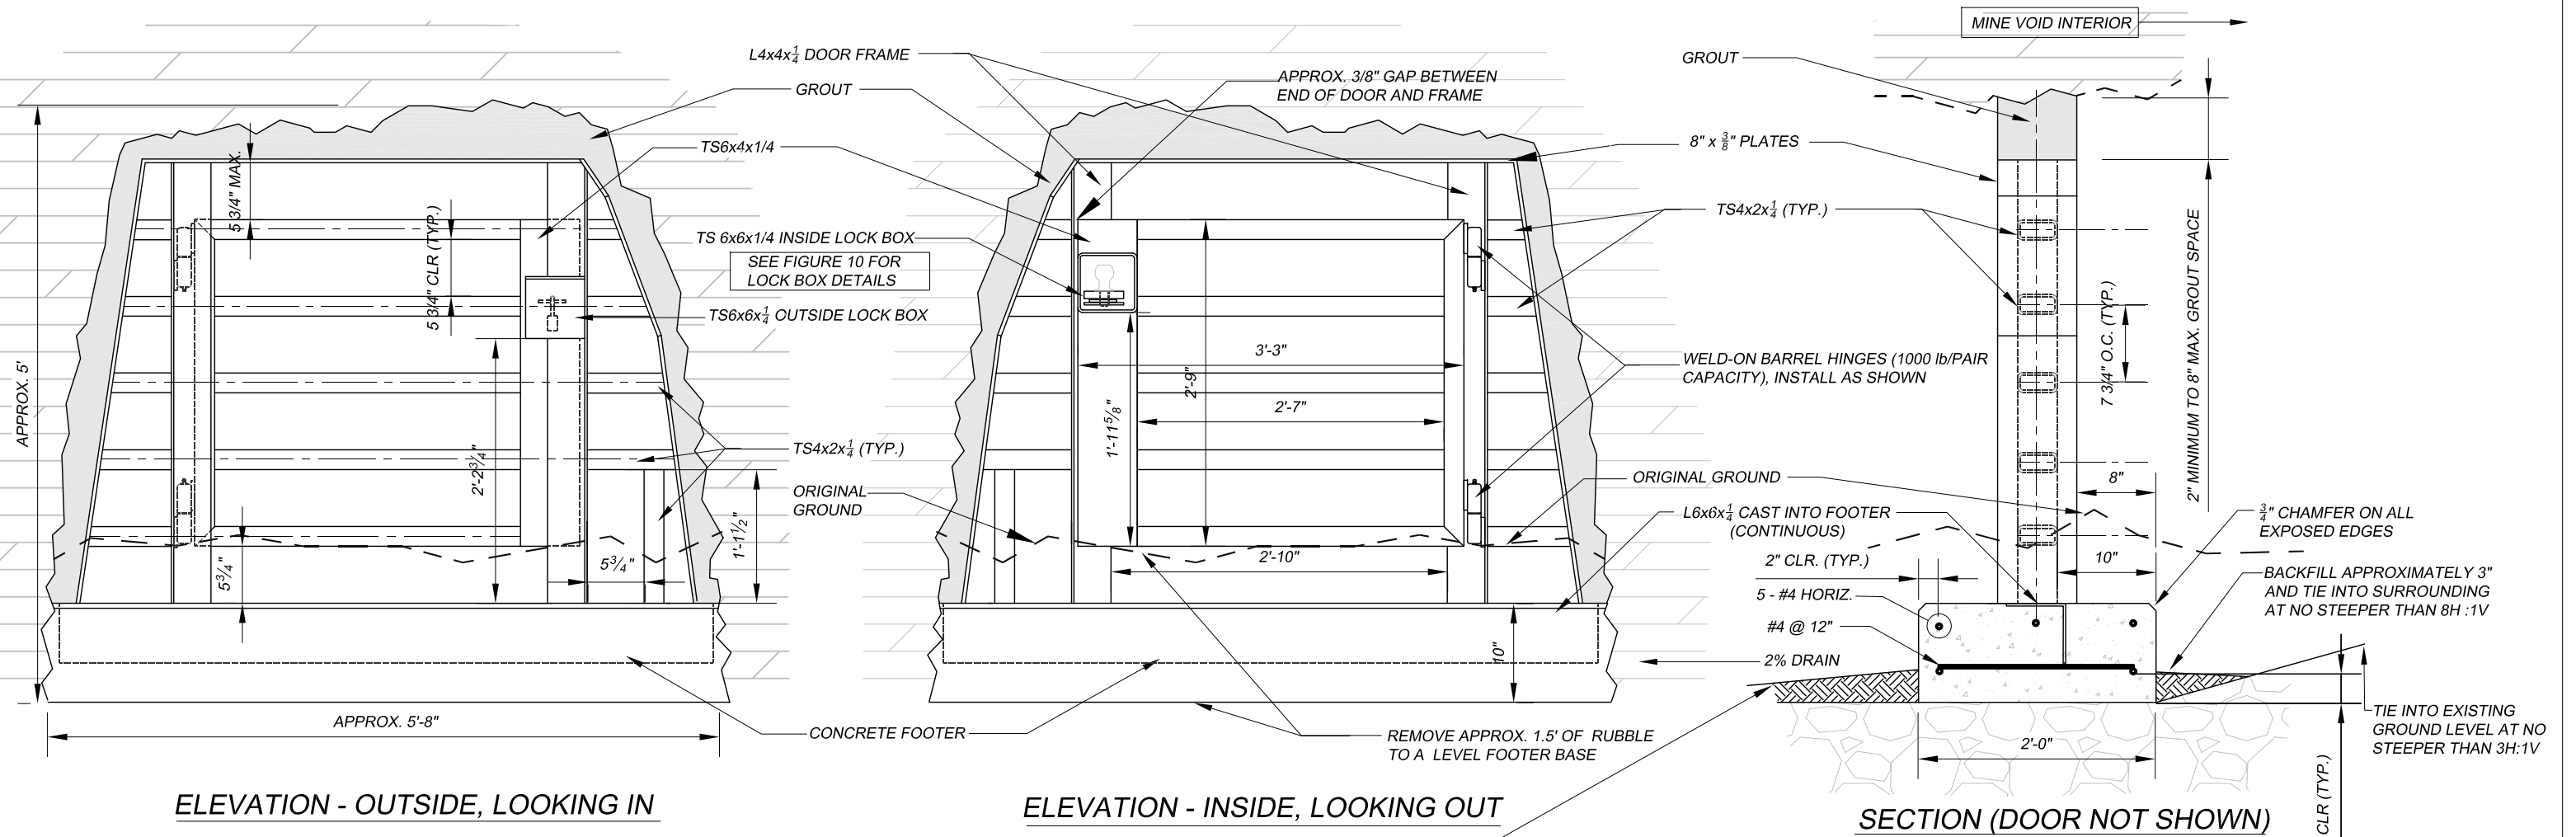 MINE VOID INTERIOR
L4x4x1/4 DOOR FRAME
GROUT
APPROX. 3/8" GAP BETWEEN
END OF DOOR AND FRAME
GROUT
TS6x4x1/4
8" x 3/8" PLATES
5 3/4" MAX.
5 3/4" CLR (TYP.)
TS 6x6x1/4 INSIDE LOCK BOX
SEE FIGURE 10 FOR
LOCK BOX DETAILS
TS6x6x1/4 OUTSIDE LOCK BOX
TS4x2x1/4 (TYP.)
APPROX. 5'
3'-3"
2'-9"
2'-7"
1'-11 5/8"
WELD-ON BARREL HINGES (1000 lb/PAIR
CAPACITY), INSTALL AS SHOWN
7 3/4" O.C. (TYP.)
2" MINIMUM TO 8" MAX. GROUT SPACE
TS4x2x1/4 (TYP.)
2'-2 3/4"
ORIGINAL
GROUND
1'-1 1/2"
5 3/4"
5 3/4"
2'-10"
ORIGINAL GROUND
8"
L6x6x1/4 CAST INTO FOOTER
(CONTINUOUS)
3/4" CHAMFER ON ALL
EXPOSED EDGES
2" CLR. (TYP.)
10"
5 - #4 HORIZ.
BACKFILL APPROXIMATELY 3"
AND TIE INTO SURROUNDING
AT NO STEEPER THAN 8H :1V
#4 @ 12"
10"
2% DRAIN
APPROX. 5'-8"
CONCRETE FOOTER
REMOVE APPROX. 1.5' OF RUBBLE
TO A LEVEL FOOTER BASE
2'-0"
TIE INTO EXISTING
GROUND LEVEL AT NO
STEEPER THAN 3H:1V
CLR (TYP.)
ELEVATION - OUTSIDE, LOOKING IN
ELEVATION - INSIDE, LOOKING OUT
SECTION (DOOR NOT SHOWN)